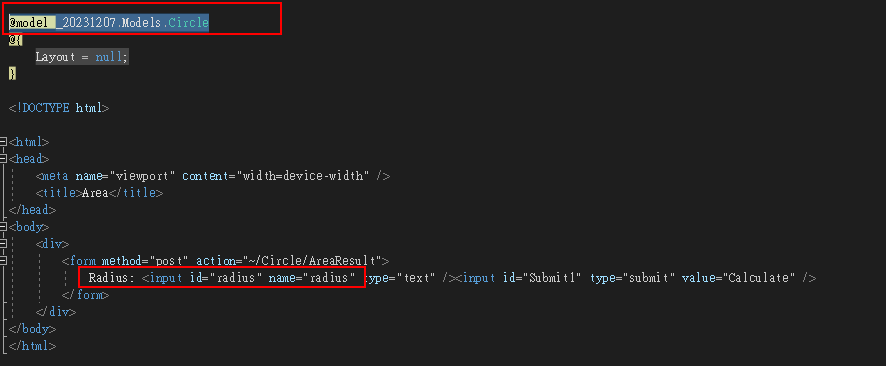 @model _20231207.Models.Circle
@{
    Layout = null;
}
<!DOCTYPE html>
<html>
<head>
    <meta name="viewport" content="width=device-width" />
    <title>Area</title>
</head>
<body>
    <div>
        <form method="post" action="~/Circle/AreaResult">
            Radius: <input id="radius" name="radius" type="text" /><input id="Submit1" type="submit" value="Calculate" />
        </form>
    </div>
</body>
</html>